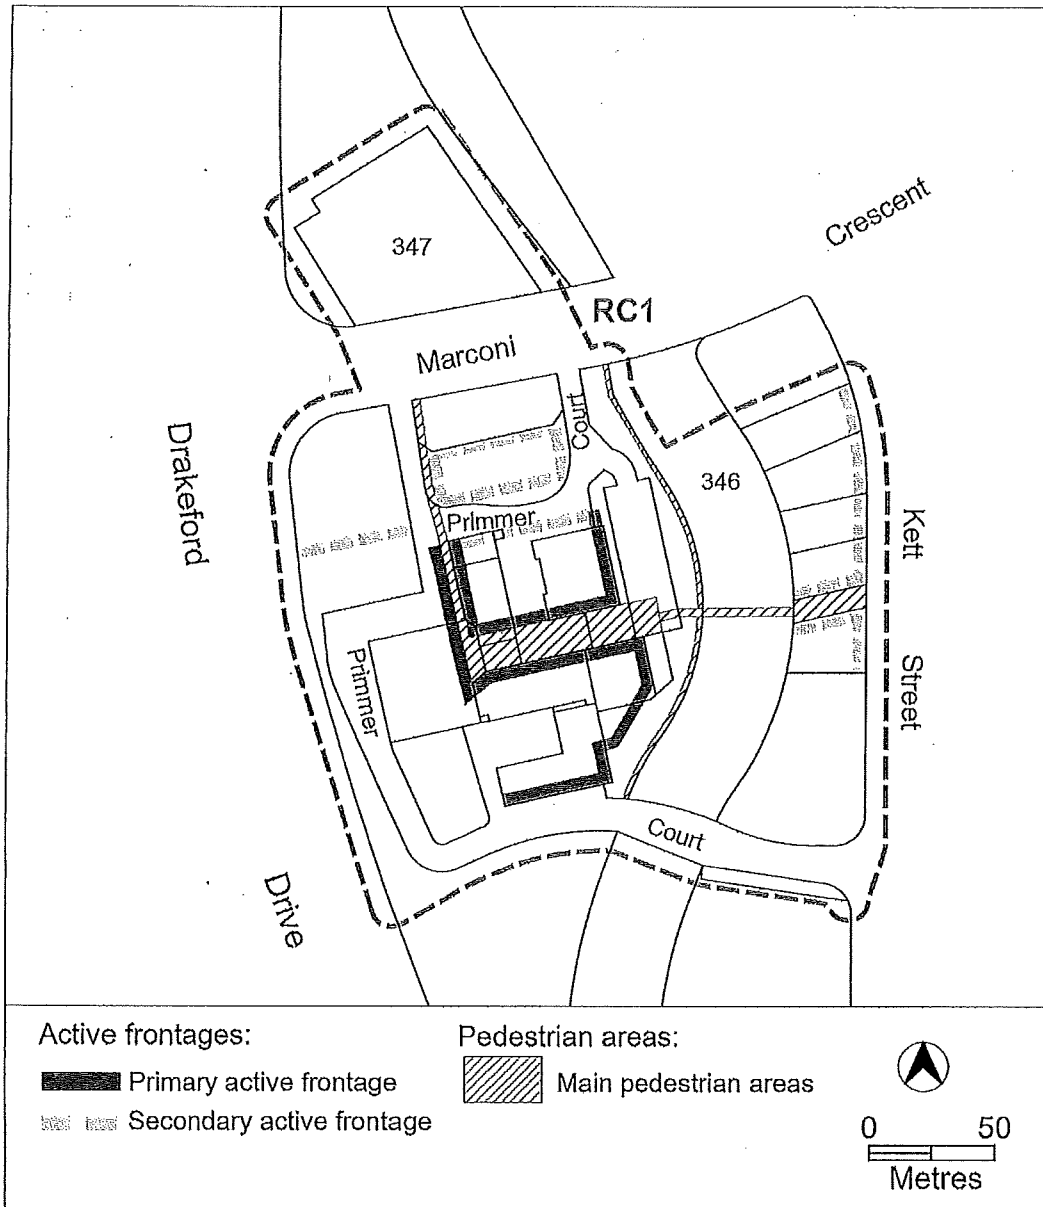 347
Crescent
RC1
Marconi
Court
Drakeford
346
Primmer
Kett
Primmer
Street
Court
Drive
Active frontages:
Primary active frontage
Secondary active frontage
Pedestrian areas:
Main pedestrian areas
0 50
Metres